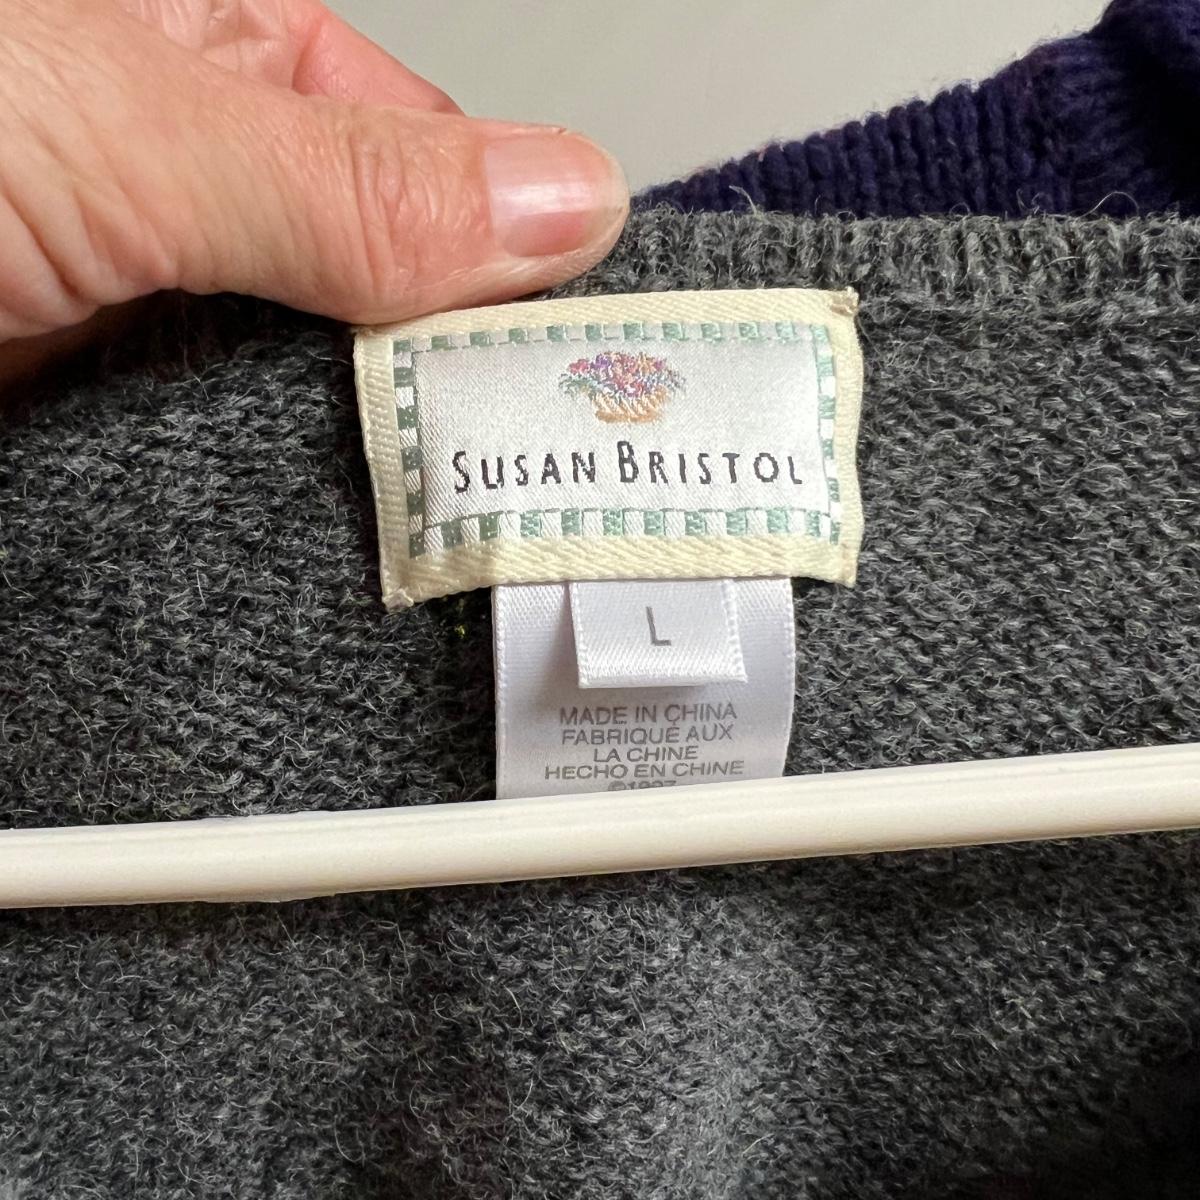 SUSAN BRISTOL
L
MADE IN CHINA
FABRIQUÉ AUX
LA CHINE
HECHO EN CHINE